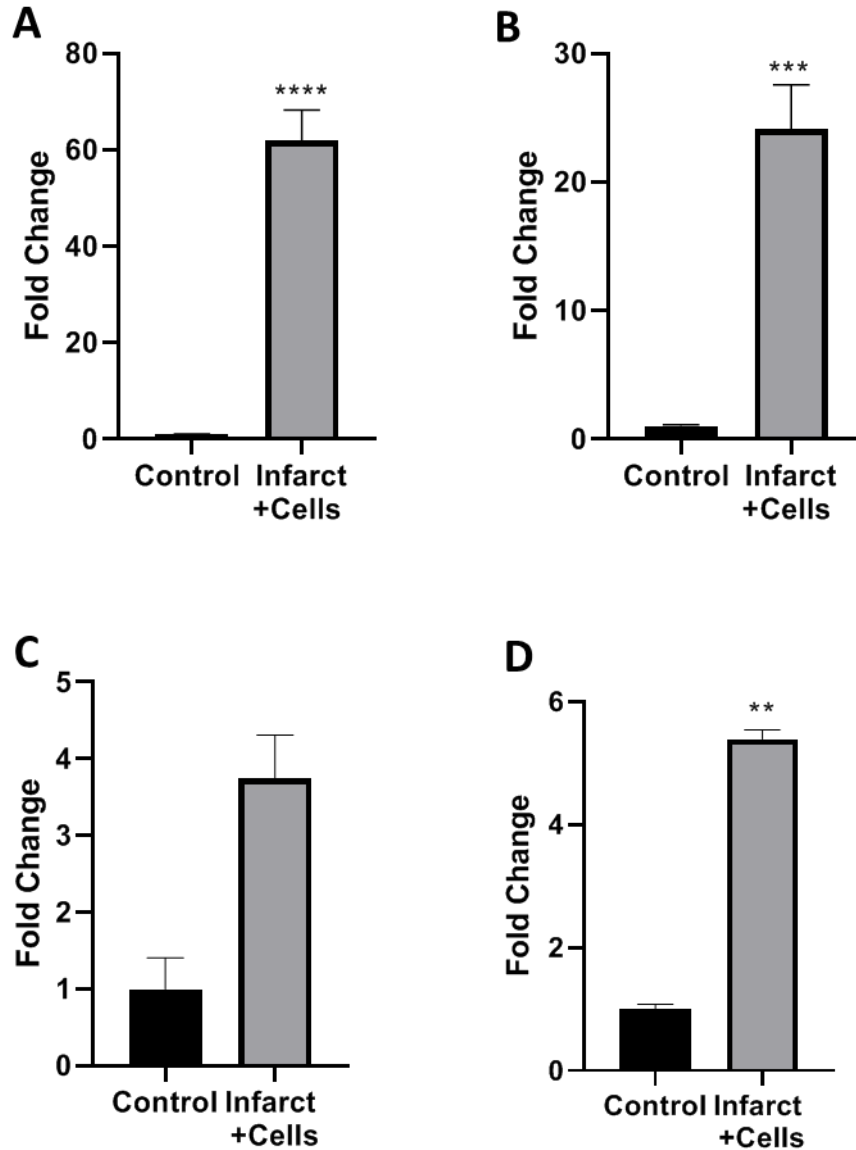 A
Fold Change
80
60
40
20
0
****
Control
Infarct
+Cells
B
Fold Change
30
20
10
0
***
Control
Infarct
+Cells
C
Fold Change
5
4
3
2
1
0
Control
Infarct
+Cells
D
Fold Change
6
4
2
0
**
Control
Infarct
+Cells